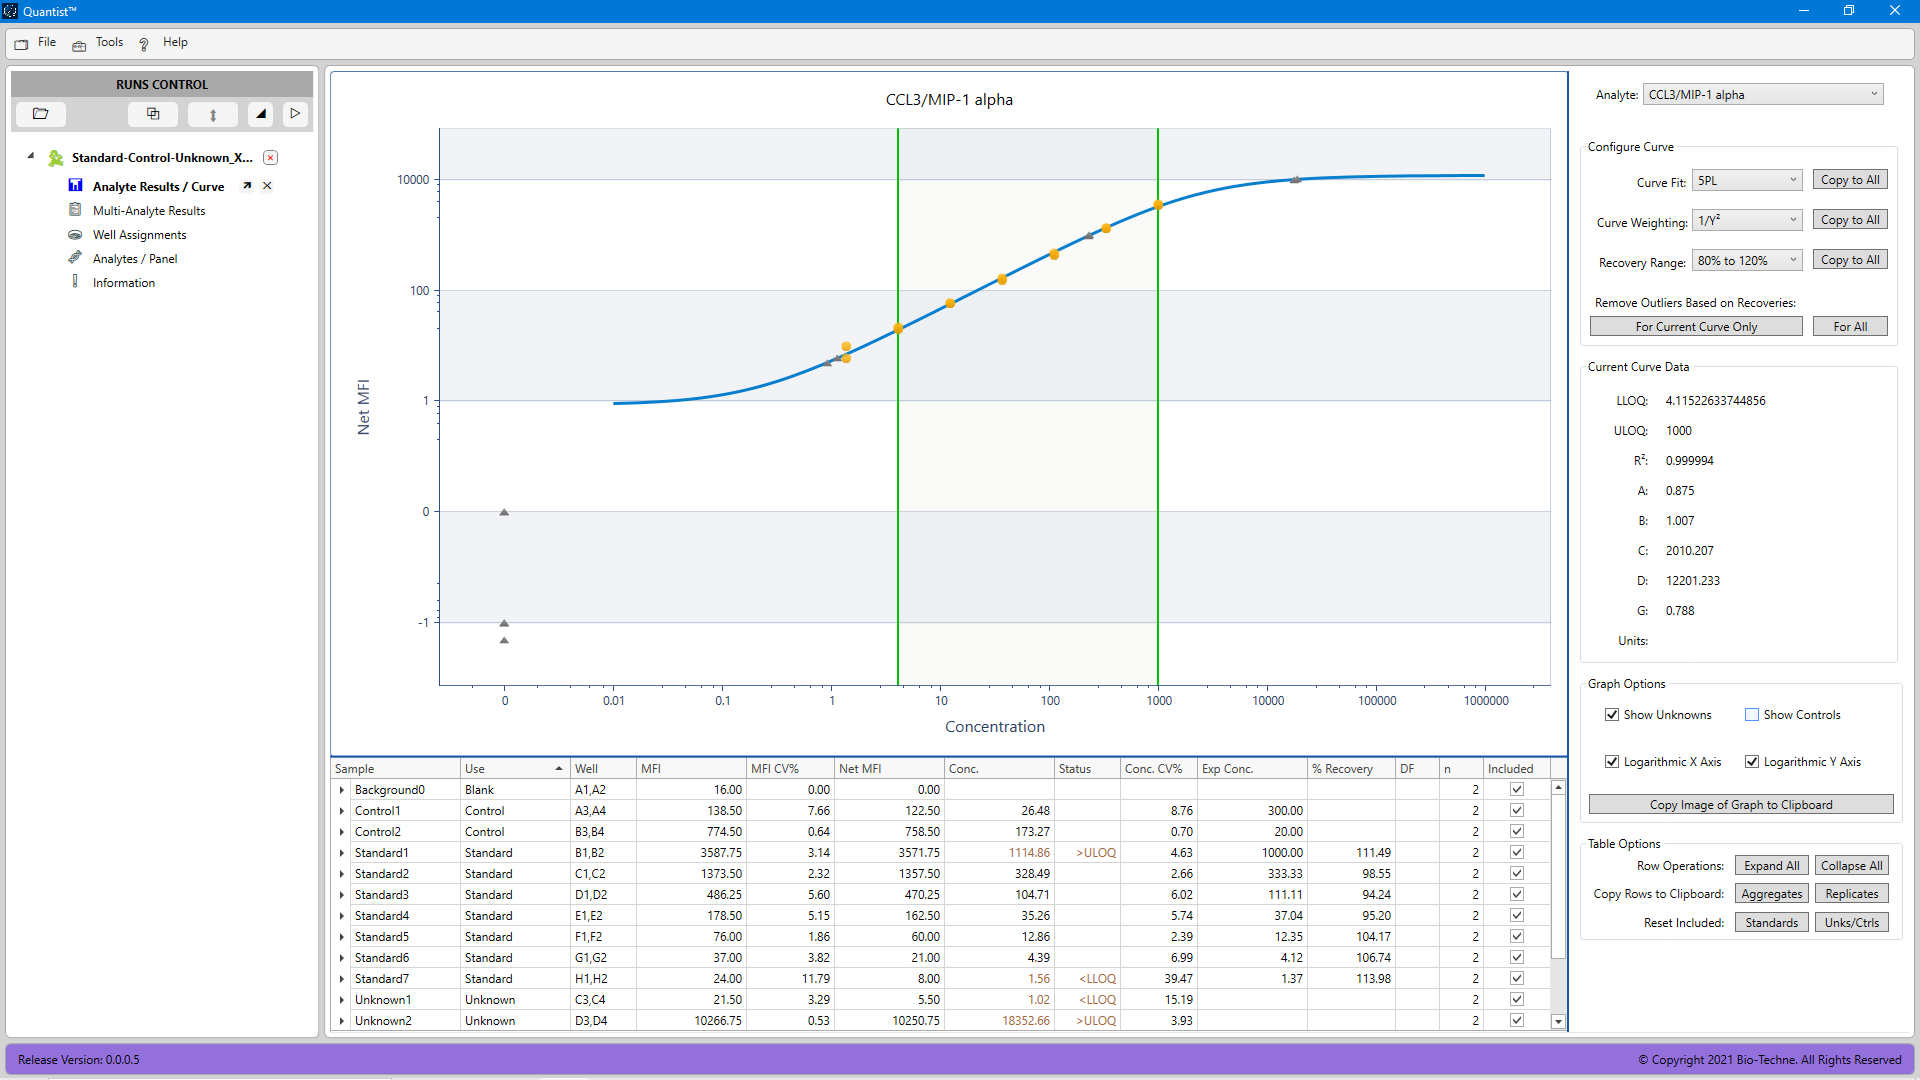 Quantist™
File Tools ? Help
RUNS CONTROL
Standard-Control-Unknown_X...
Analyte Results / Curve
Multi-Analyte Results
Well Assignments
Analytes / Panel
Information
CCL3/MIP-1 alpha
Net MFI
10000
100
1
0
-1
0 0.01 0.1 1 10 100 1000 10000 100000 1000000
Concentration
Analyte: CCL3/MIP-1 alpha
Configure Curve
Curve Fit: 5PL Copy to All
Curve Weighting: 1/Y² Copy to All
Recovery Range: 80% to 120% Copy to All
Remove Outliers Based on Recoveries:
For Current Curve Only For All
Current Curve Data
LLOQ: 4.11522633744856
ULOQ: 1000
R²: 0.999994
A: 0.875
B: 1.007
C: 2010.207
D: 12201.233
G: 0.788
Units:
Graph Options
Show Unknowns Show Controls
Logarithmic X Axis Logarithmic Y Axis
Copy Image of Graph to Clipboard
Table Options
Row Operations: Expand All Collapse All
Copy Rows to Clipboard: Aggregates Replicates
Reset Included: Standards Unks/Ctrls
Sample Use Well MFI MFI CV% Net MFI Conc. Status Conc. CV% Exp Conc. % Recovery DF n Included
Background0 Blank A1,A2 16.00 0.00 0.00 2
Control1 Control A3,A4 138.50 7.66 122.50 26.48 8.76 300.00 2
Control2 Control B3,B4 774.50 0.64 758.50 173.27 0.70 20.00 2
Standard1 Standard B1,B2 3587.75 3.14 3571.75 1114.86 >ULOQ 4.63 1000.00 111.49 2
Standard2 Standard C1,C2 1373.50 2.32 1357.50 328.49 2.66 333.33 98.55 2
Standard3 Standard D1,D2 486.25 5.60 470.25 104.71 6.02 111.11 94.24 2
Standard4 Standard E1,E2 178.50 5.15 162.50 35.26 5.74 37.04 95.20 2
Standard5 Standard F1,F2 76.00 1.86 60.00 12.86 2.39 12.35 104.17 2
Standard6 Standard G1,G2 37.00 3.82 21.00 4.39 6.99 4.12 106.74 2
Standard7 Standard H1,H2 24.00 11.79 8.00 1.56 <LLOQ 39.47 1.37 113.98 2
Unknown1 Unknown C3,C4 21.50 3.29 5.50 1.02 <LLOQ 15.19 2
Unknown2 Unknown D3,D4 10266.75 0.53 10250.75 18352.66 >ULOQ 3.93 2
Release Version: 0.0.0.5
© Copyright 2021 Bio-Techne. All Rights Reserved